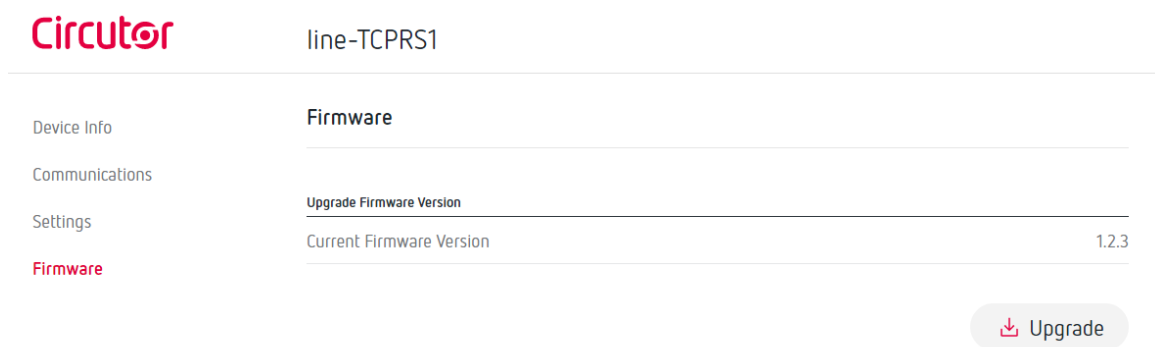 Circutor
line-TCPRS1
Device Info
Communications
Settings
Firmware
Firmware
Upgrade Firmware Version
Current Firmware Version 1.2.3
Upgrade